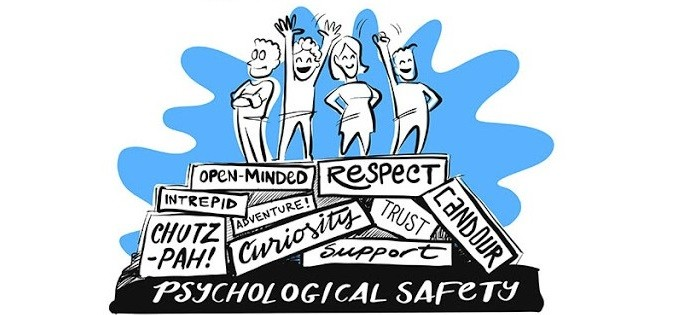 OPEN-MINDED
RESPECT
INTREPID
ADVENTURE!
TRUST
CANDOUR
CHUTZ
-PAH!
Curiosity
Support
PSYCHOLOGICAL SAFETY